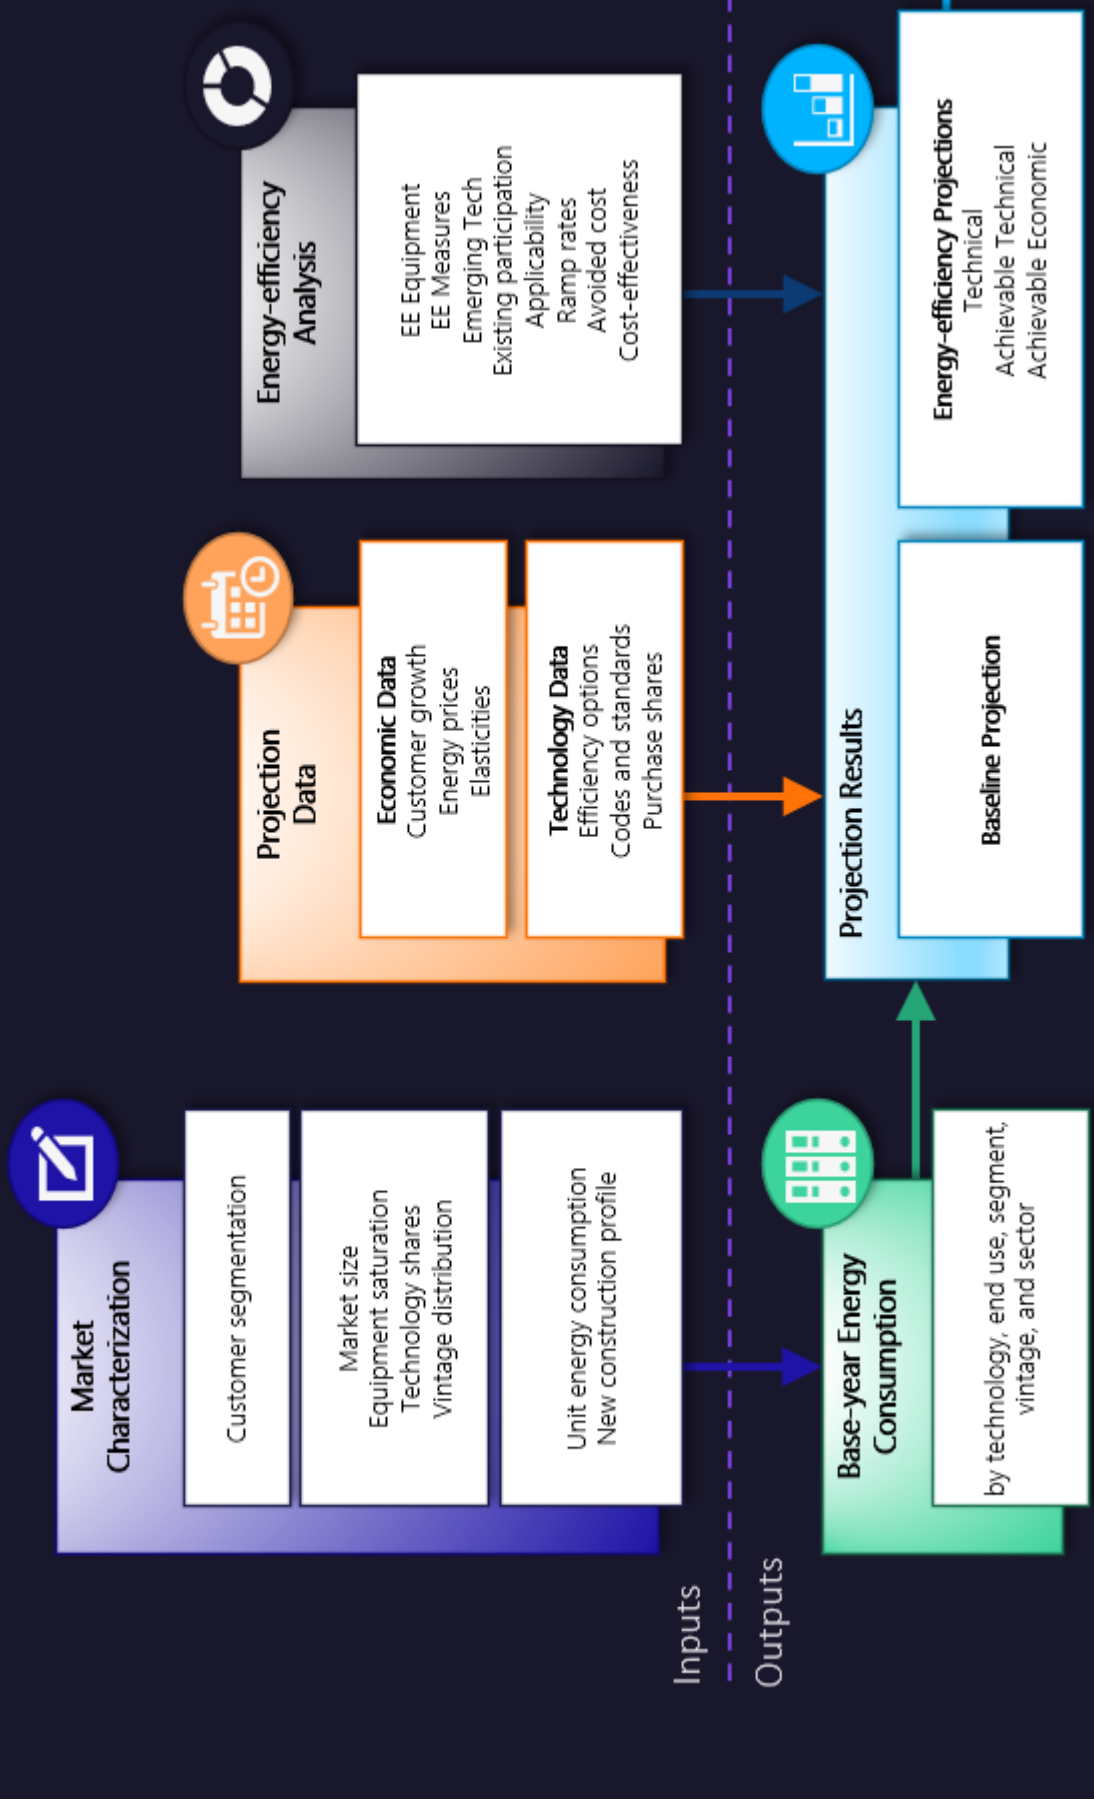 Market
Characterization
Customer segmentation
Market size
Equipment saturation
Technology shares
Vintage distribution
Unit energy consumption
New construction profile
Projection
Data
Economic Data
Customer growth
Energy prices
Elasticities
Technology Data
Efficiency options
Codes and standards
Purchase shares
Energy-efficiency
Analysis
EE Equipment
EE Measures
Emerging Tech
Existing participation
Applicability
Ramp rates
Avoided cost
Cost-effectiveness
Inputs
Outputs
Base-year Energy
Consumption
by technology, end use, segment,
vintage, and sector
Projection Results
Baseline Projection
Energy-efficiency Projections
Technical
Achievable Technical
Achievable Economic